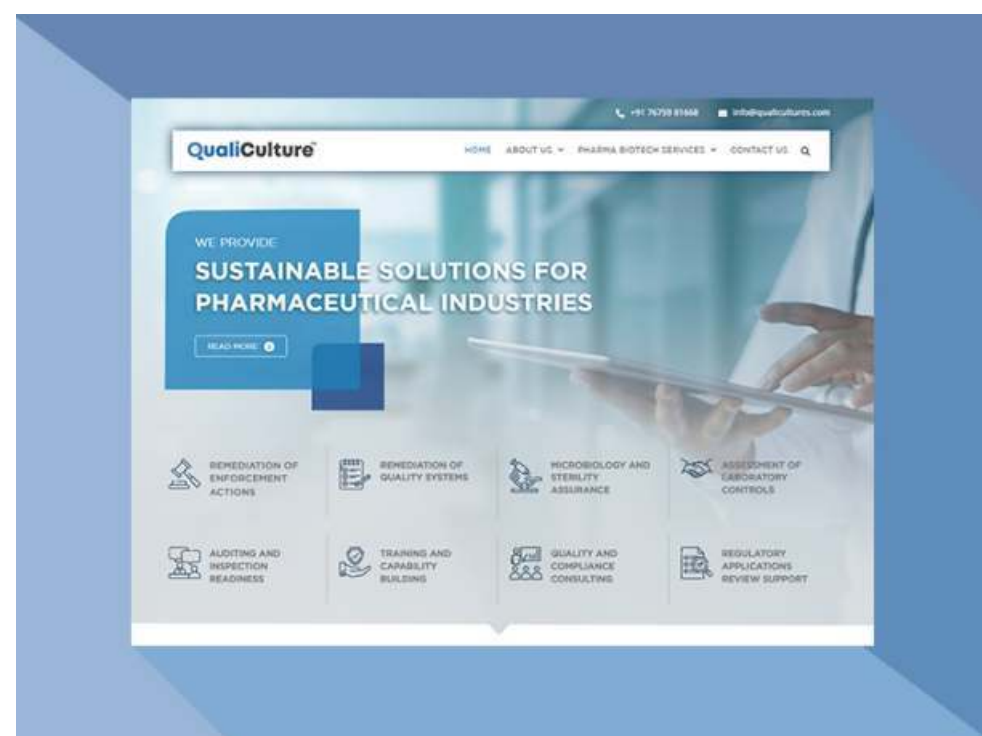 +91 76759 81668 info@qualicultures.com
QualiCulture™
HOME ABOUT US PHARMA BIOTECH SERVICES CONTACT US
WE PROVIDE
SUSTAINABLE SOLUTIONS FOR
PHARMACEUTICAL INDUSTRIES
READ MORE
REMEDIATION OF
ENFORCEMENT
ACTIONS
REMEDIATION OF
QUALITY SYSTEMS
MICROBIOLOGY AND
STERILITY
ASSURANCE
ASSESSMENT OF
LABORATORY
CONTROLS
AUDITING AND
INSPECTION
READINESS
TRAINING AND
CAPABILITY
BUILDING
QUALITY AND
COMPLIANCE
CONSULTING
REGULATORY
APPLICATIONS
REVIEW SUPPORT